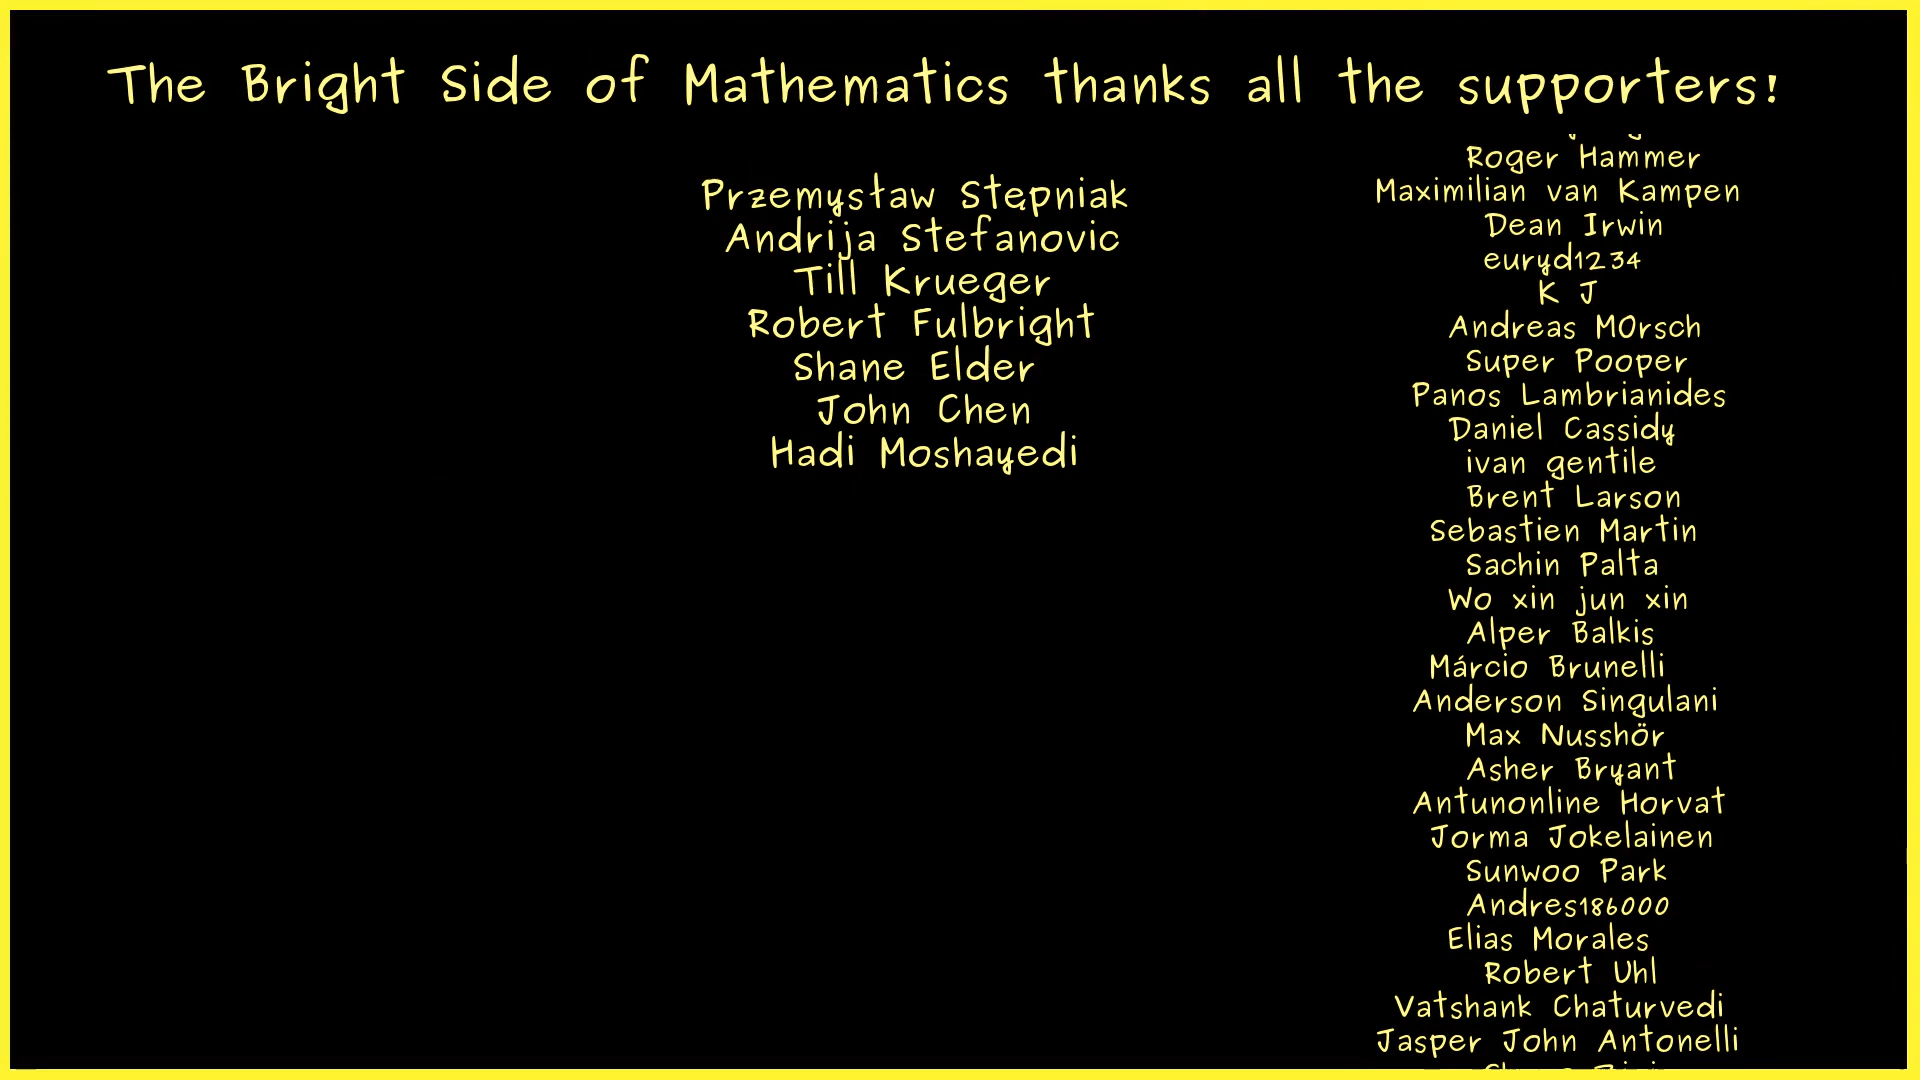 The Bright Side of Mathematics thanks all the supporters!
Przemysław Stępniak
Andrija Stefanovic
Till Krueger
Robert Fulbright
Shane Elder
John Chen
Hadi Moshayedi
Roger Hammer
Maximilian van Kampen
Dean Irwin
euryd1234
K J
Andreas MOrsch
Super Pooper
Panos Lambrianides
Daniel Cassidy
ivan gentile
Brent Larson
Sebastien Martin
Sachin Palta
Wo xin jun xin
Alper Balkis
Márcio Brunelli
Anderson Singulani
Max Nusshör
Asher Bryant
Antunonline Horvat
Jorma Jokelainen
Sunwoo Park
Andres186000
Elias Morales
Robert Uhl
Vatshank Chaturvedi
Jasper John Antonelli